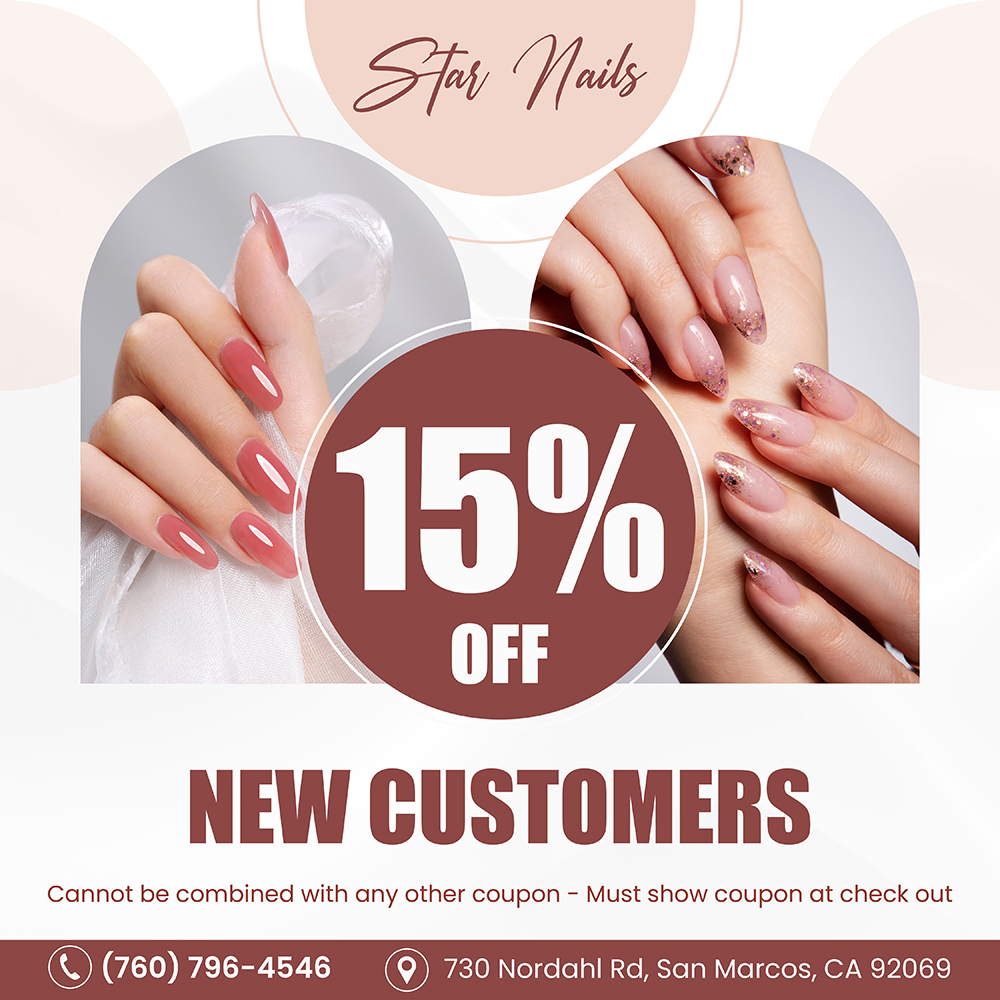 Star Nails
15%
OFF
NEW CUSTOMERS
Cannot be combined with any other coupon - Must show coupon at check out
(760) 796-4546
730 Nordahl Rd, San Marcos, CA 92069